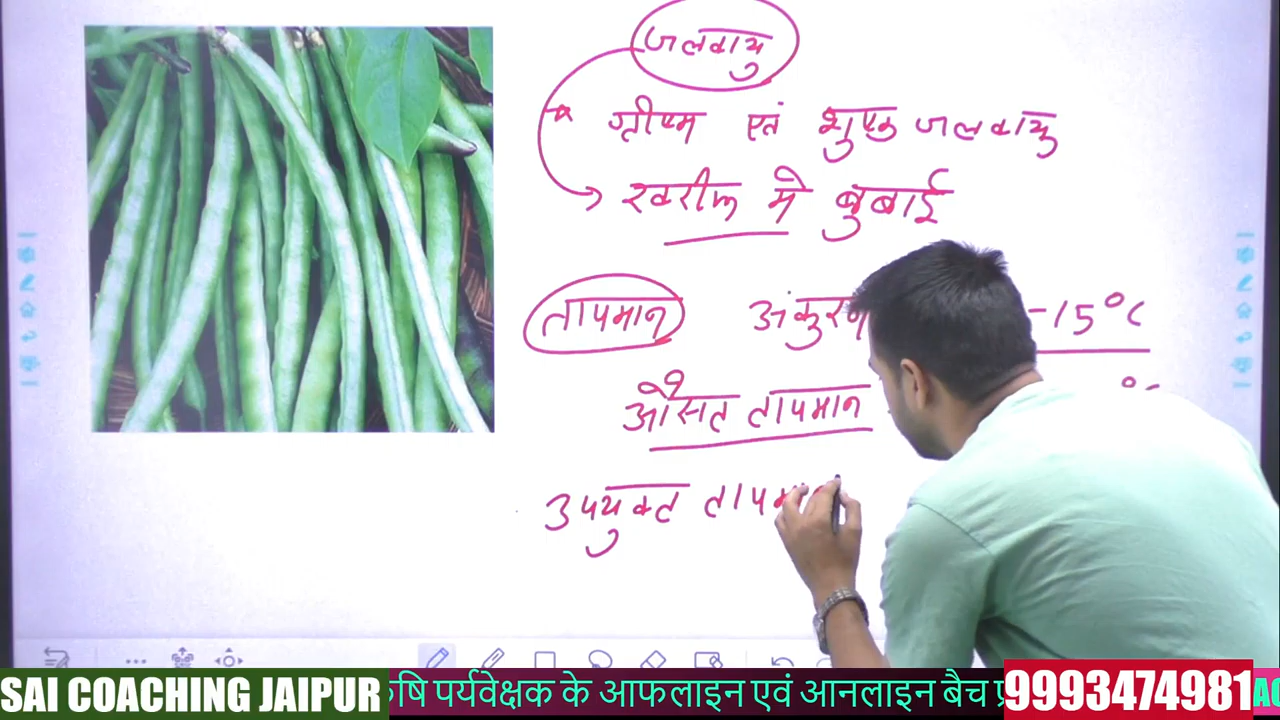 जलवायु
ग्रीष्म एवं शुष्क जलवायु
खरीफ में बुबाई
तापमान अंकुरण -15°C
औसत तापमान
उपयुक्त तापमान
SAI COACHING JAIPUR
कृषि पर्यवेक्षक के आफलाइन एवं आनलाइन बैच
9993474981